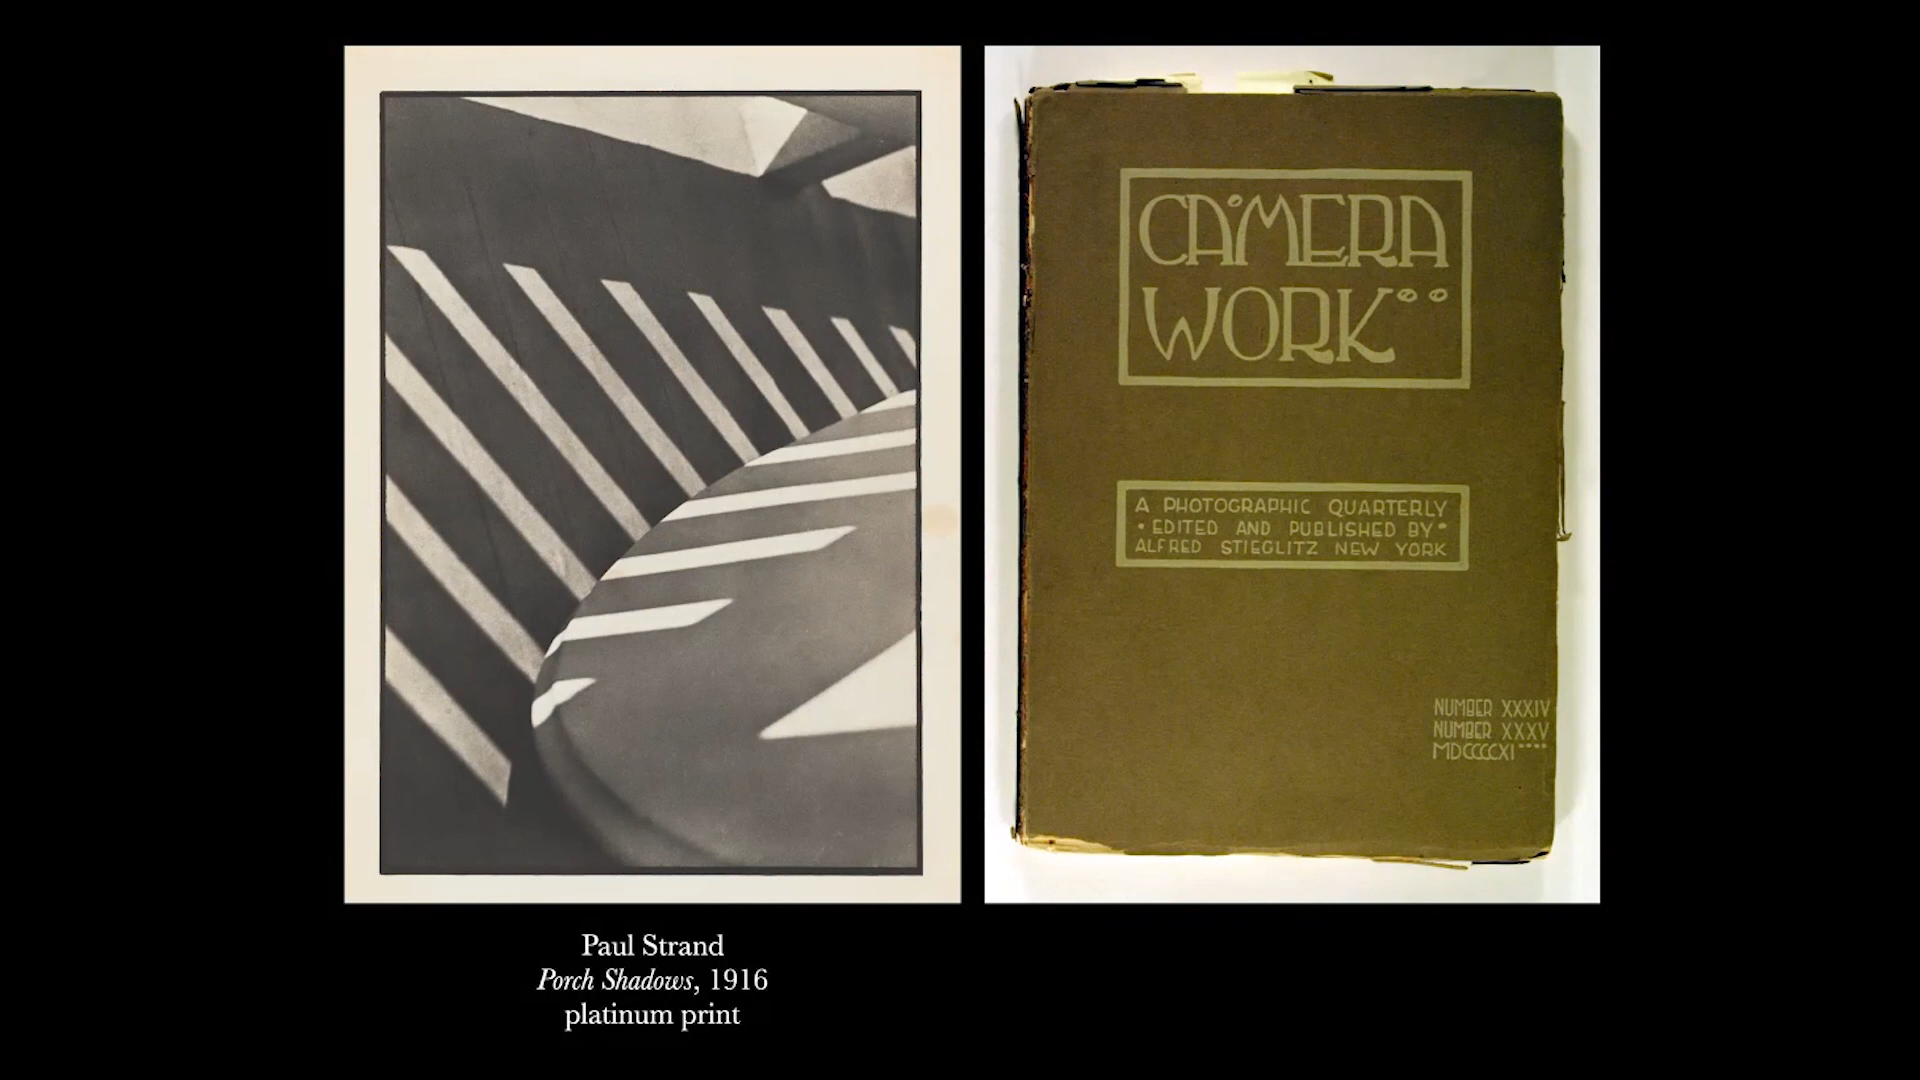 CAMERA
WORK
A PHOTOGRAPHIC QUARTERLY
• EDITED AND PUBLISHED BY •
ALFRED STIEGLITZ NEW YORK
NUMBER XXXIV
NUMBER XXXV
MDCCCCXI
Paul Strand
Porch Shadows, 1916
platinum print